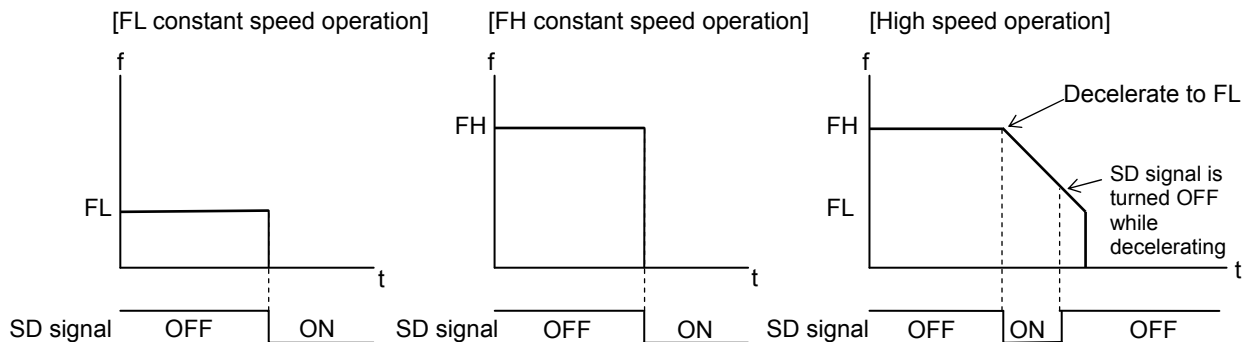 [FL constant speed operation]
f
FL
t
SD signal
OFF
ON
[FH constant speed operation]
f
FH
t
SD signal
OFF
ON
[High speed operation]
f
Decelerate to FL
FH
SD signal is
turned OFF
while
decelerating
FL
t
SD signal
OFF
ON
OFF